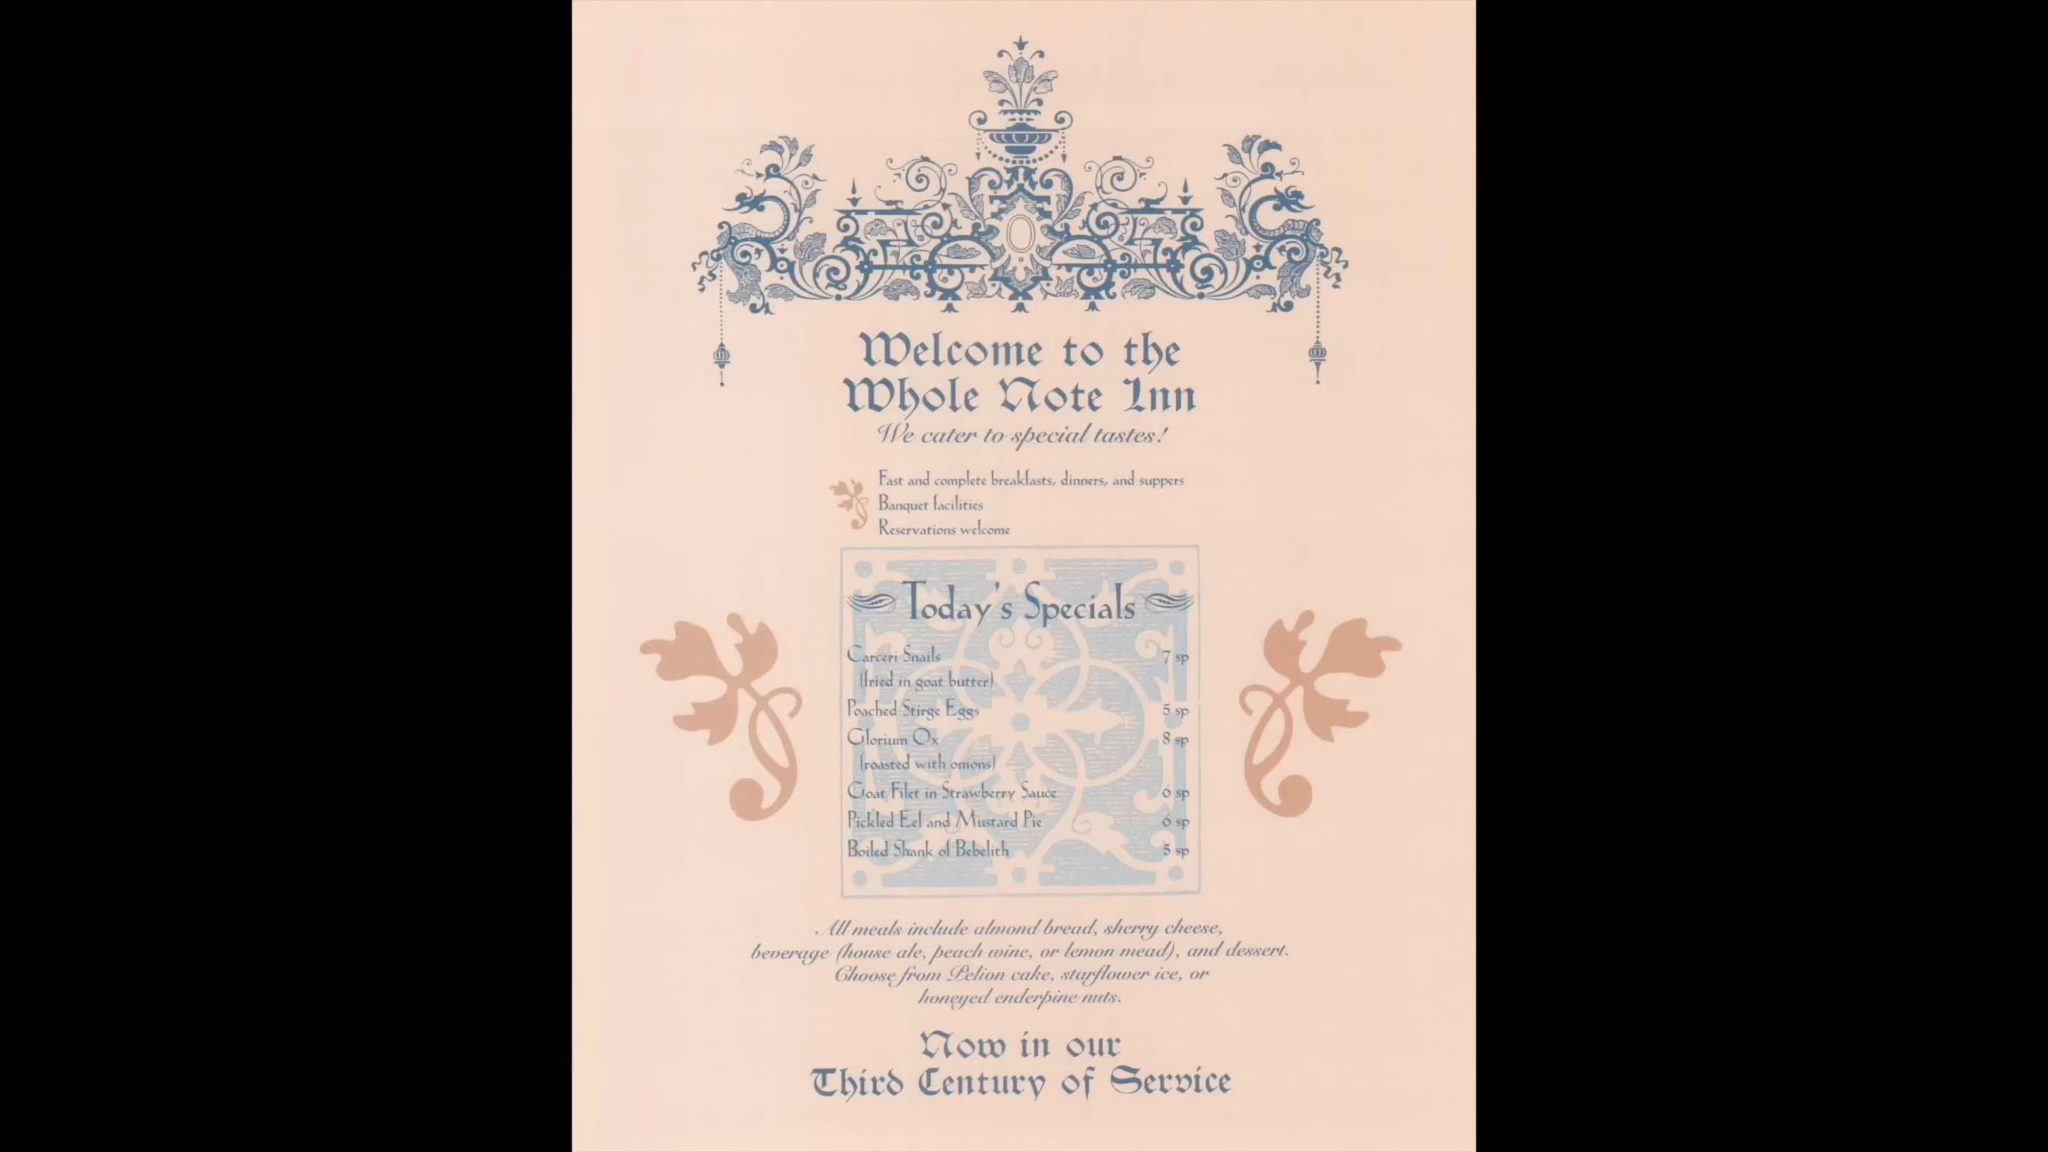 Welcome to the
Whole Note Inn
We cater to special tastes!
Fast and complete breakfasts, dinners, and suppers
Banquet facilities
Reservations welcome
Today's Specials
Carceri Snails 7 sp
(fried in goat butter)
Poached Stirge Eggs 5 sp
Glorium Ox 8 sp
(roasted with onions)
Goat Filet in Strawberry Sauce 6 sp
Pickled Eel and Mustard Pie 6 sp
Boiled Shank of Bebelith 5 sp
All meals include almond bread, sherry cheese,
beverage (house ale, peach wine, or lemon mead), and dessert.
Choose from Pelion cake, starflower ice, or
honeyed enderpine nuts.
Now in our
Third Century of Service